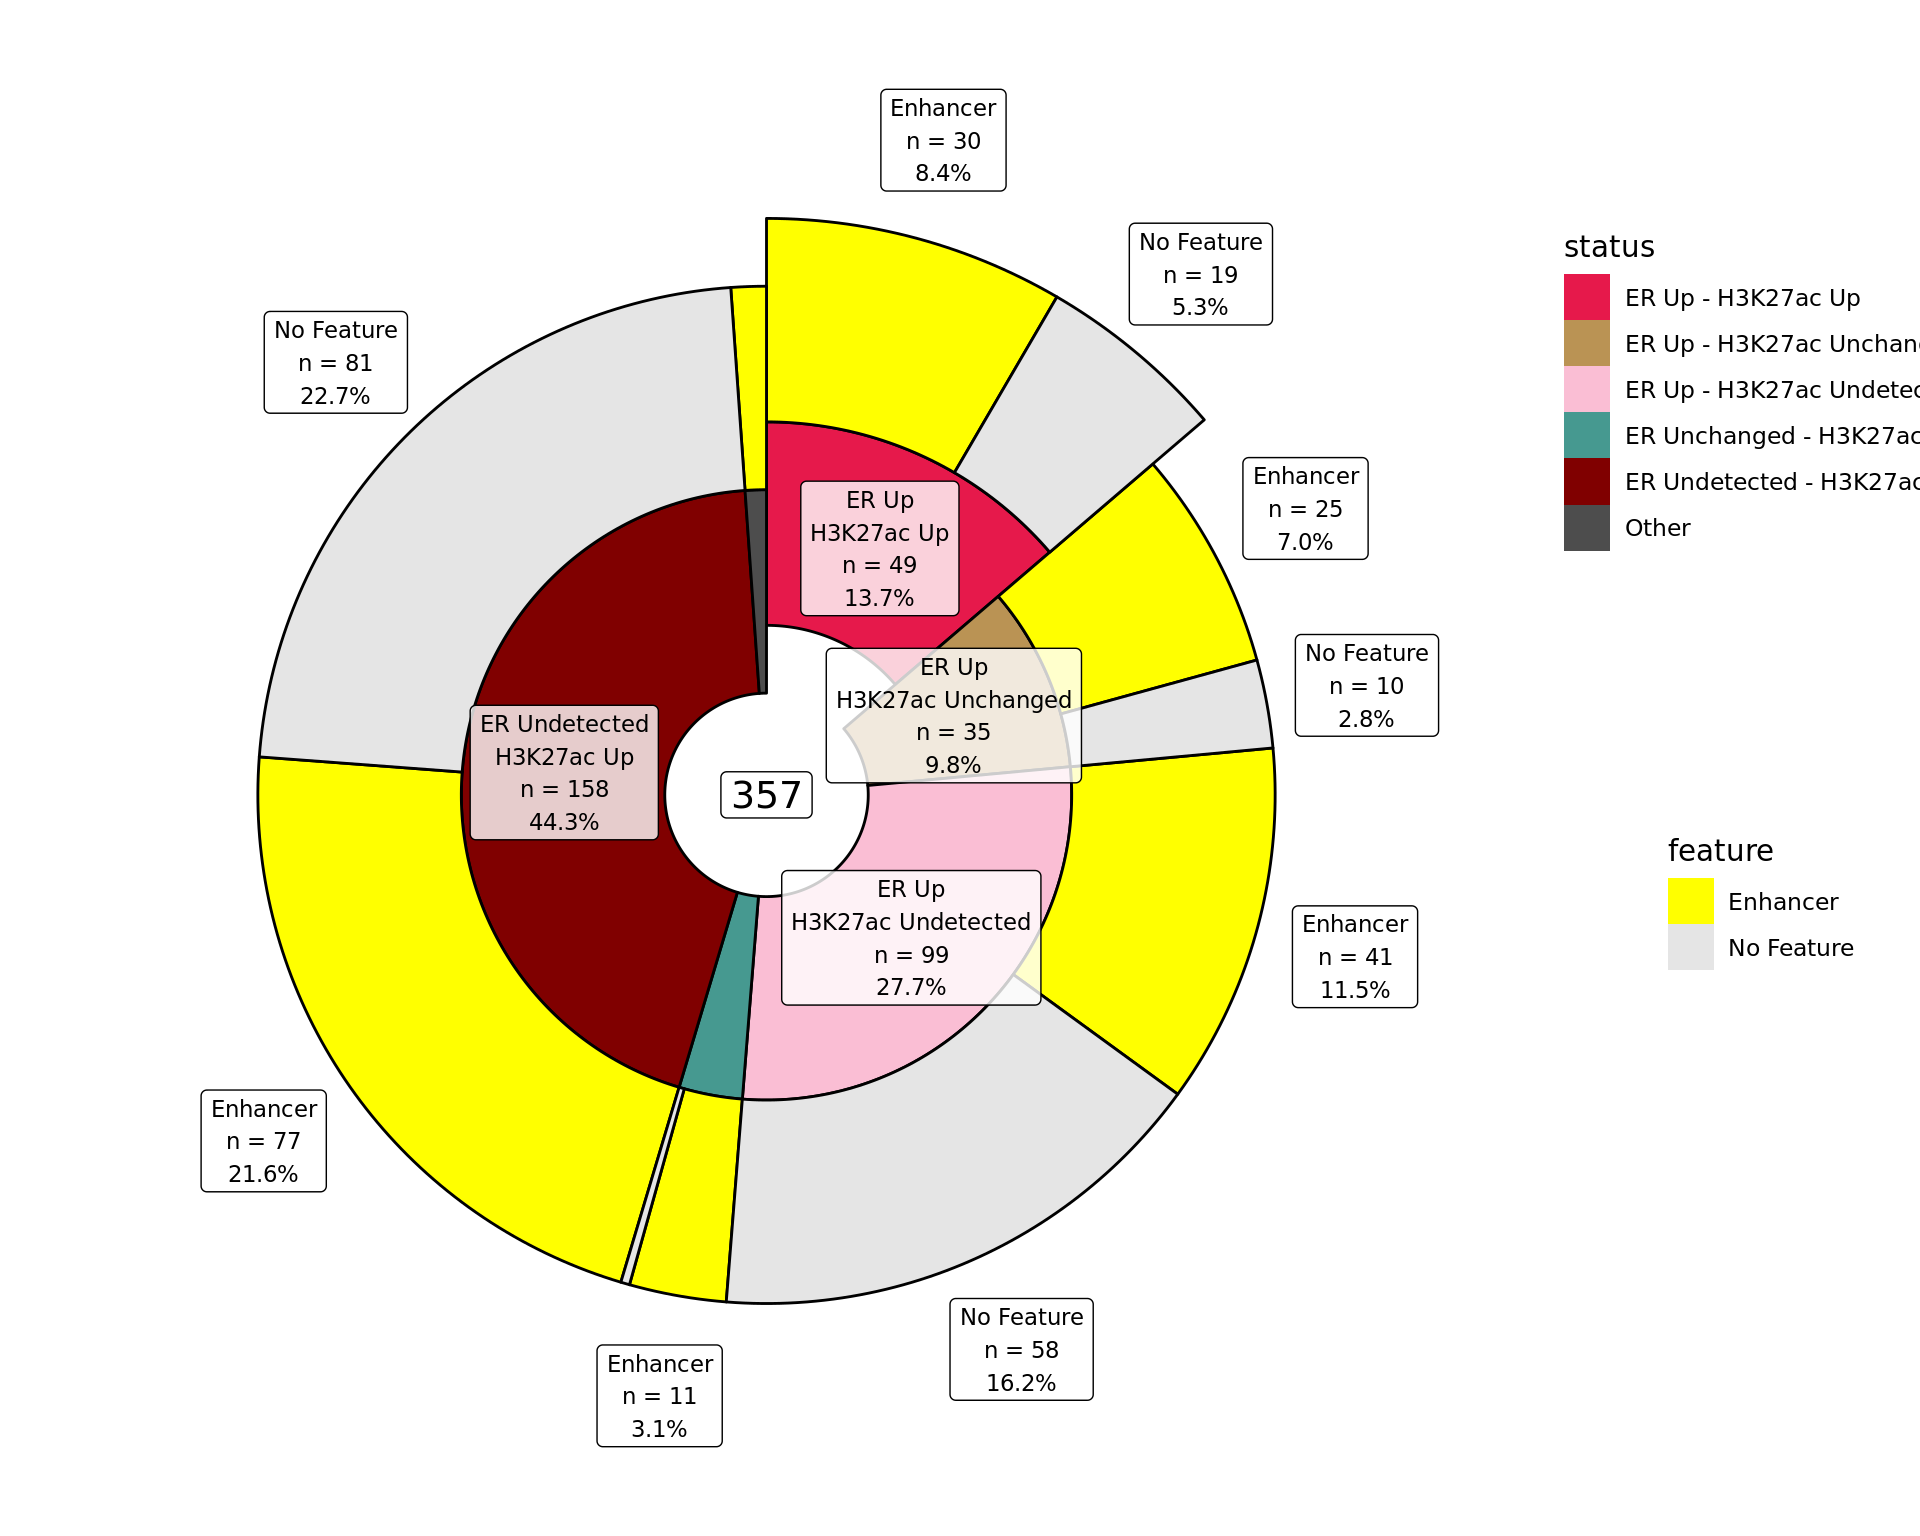 Enhancer
n = 30
8.4%
No Feature
n = 19
5.3%
No Feature
n = 81
22.7%
Enhancer
n = 25
7.0%
ER Up
H3K27ac Up
n = 49
13.7%
No Feature
n = 10
2.8%
ER Up
H3K27ac Unchanged
n = 35
9.8%
ER Undetected
H3K27ac Up
n = 158
44.3%
357
ER Up
H3K27ac Undetected
n = 99
27.7%
Enhancer
n = 41
11.5%
Enhancer
n = 77
21.6%
No Feature
n = 58
16.2%
Enhancer
n = 11
3.1%
status
ER Up - H3K27ac Up
ER Up - H3K27ac Unchan
ER Up - H3K27ac Undetec
ER Unchanged - H3K27ac
ER Undetected - H3K27ac
Other
feature
Enhancer
No Feature